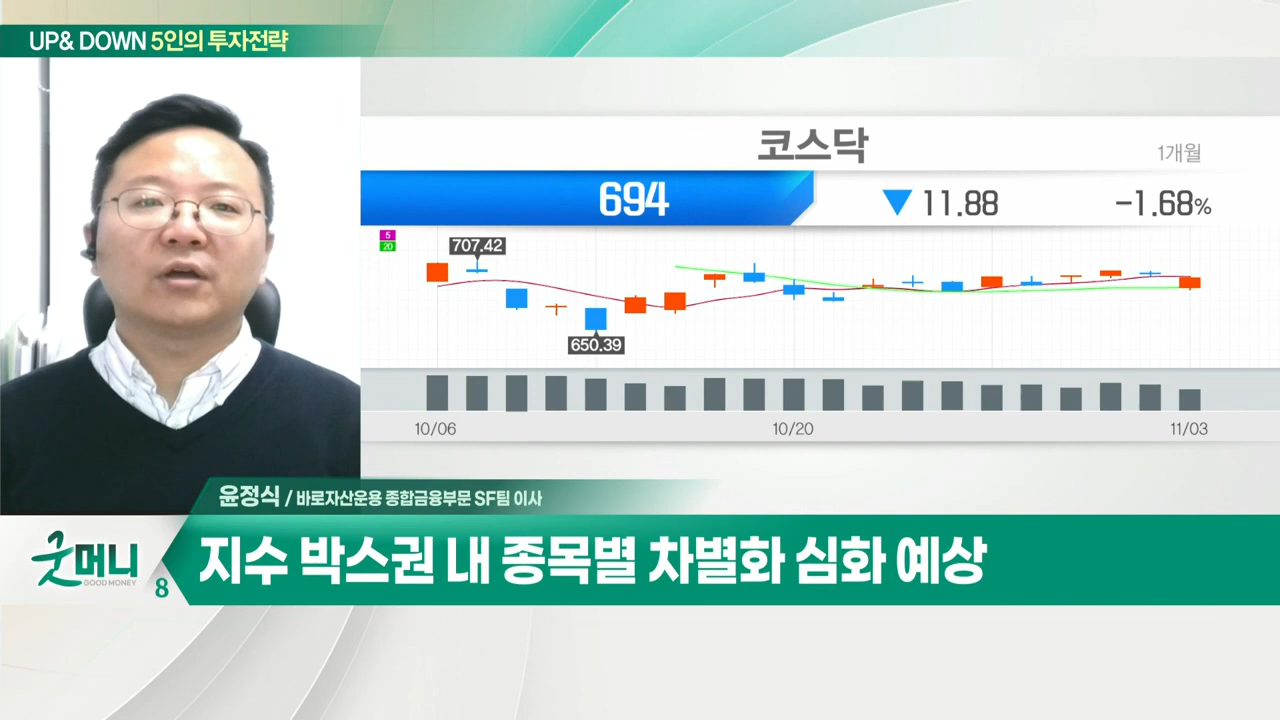 UP& DOWN 5인의 투자전략
코스닥
1개월
694
▼ 11.88
-1.68%
5
20
707.42
650.39
10/06
10/20
11/03
윤정식 / 바로자산운용 종합금융부문 SF팀 이사
굿머니
GOOD MONEY
8
지수 박스권 내 종목별 차별화 심화 예상